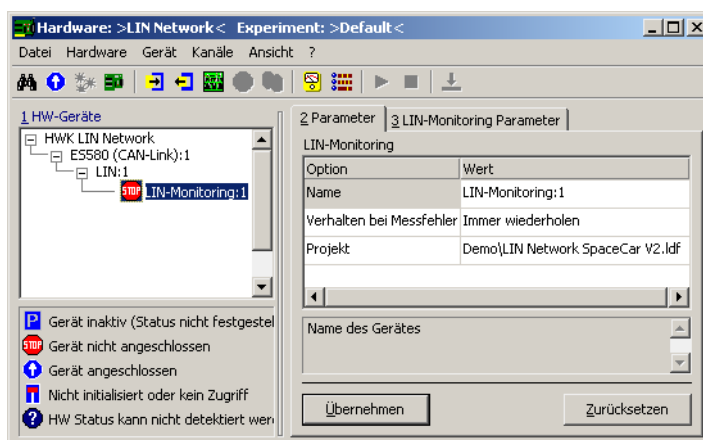 Hardware: >LIN Network< Experiment: >Default<
Datei Hardware Gerät Kanäle Ansicht ?
1 HW-Geräte
HWK LIN Network
ES580 (CAN-Link):1
LIN:1
STOP LIN-Monitoring:1
P Gerät inaktiv (Status nicht festgestel
STOP Gerät nicht angeschlossen
Gerät angeschlossen
Nicht initialisiert oder kein Zugriff
? HW Status kann nicht detektiert wer
2 Parameter 3 LIN-Monitoring Parameter
LIN-Monitoring
Option Wert
Name LIN-Monitoring:1
Verhalten bei Messfehler Immer wiederholen
Projekt Demo\LIN Network SpaceCar V2.ldf
Name des Gerätes
Übernehmen Zurücksetzen